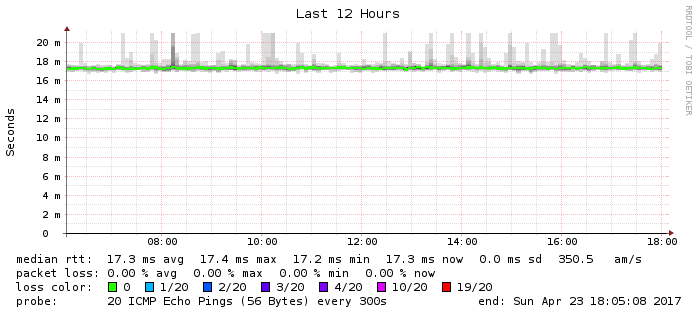 Last 12 Hours
RRDTOOL / TOBI OETIKER
Seconds
20 m
18 m
16 m
14 m
12 m
10 m
8 m
6 m
4 m
2 m
0
08:00 10:00 12:00 14:00 16:00 18:00
median rtt: 17.3 ms avg 17.4 ms max 17.2 ms min 17.3 ms now 0.0 ms sd 350.5 am/s
packet loss: 0.00 % avg 0.00 % max 0.00 % min 0.00 % now
loss color: 0 1/20 2/20 3/20 4/20 10/20 19/20
probe: 20 ICMP Echo Pings (56 Bytes) every 300s end: Sun Apr 23 18:05:08 2017